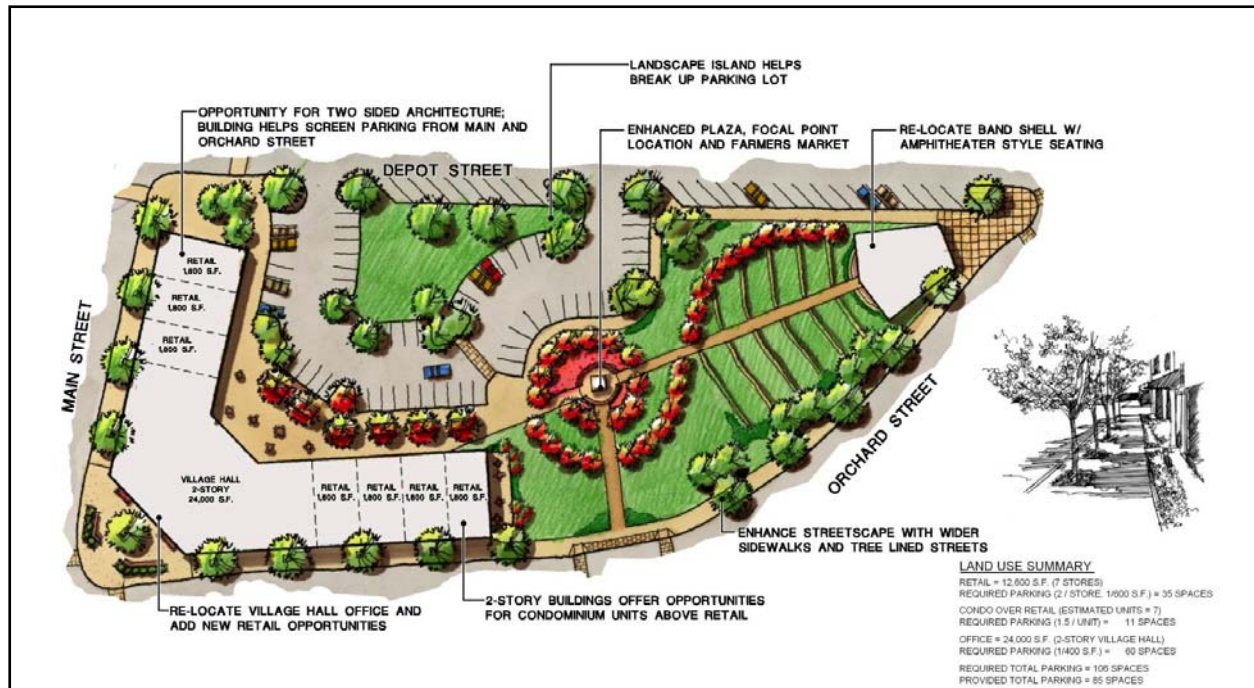 LANDSCAPE ISLAND HELPS
BREAK UP PARKING LOT
OPPORTUNITY FOR TWO SIDED ARCHITECTURE;
BUILDING HELPS SCREEN PARKING FROM MAIN AND
ORCHARD STREET
ENHANCED PLAZA, FOCAL POINT
LOCATION AND FARMERS MARKET
RE-LOCATE BAND SHELL W/
AMPHITHEATER STYLE SEATING
DEPOT STREET
MAIN STREET
RETAIL
1,800 S.F.
RETAIL
1,800 S.F.
RETAIL
1,800 S.F.
VILLAGE HALL
2-STORY
24,000 S.F.
RETAIL
1,800 S.F.
RETAIL
1,800 S.F.
RETAIL
1,800 S.F.
RETAIL
1,800 S.F.
ORCHARD STREET
ENHANCE STREETSCAPE WITH WIDER
SIDEWALKS AND TREE LINED STREETS
RE-LOCATE VILLAGE HALL OFFICE AND
ADD NEW RETAIL OPPORTUNITIES
2-STORY BUILDINGS OFFER OPPORTUNITIES
FOR CONDOMINIUM UNITS ABOVE RETAIL
LAND USE SUMMARY
RETAIL = 12,600 S.F. (7 STORES)
REQUIRED PARKING (2 / STORE, 1/600 S.F.) = 35 SPACES
CONDO OVER RETAIL (ESTIMATED UNITS = 7)
REQUIRED PARKING (1.5 / UNIT) = 11 SPACES
OFFICE = 24,000 S.F. (2-STORY VILLAGE HALL)
REQUIRED PARKING (1/400 S.F.) = 60 SPACES
REQUIRED TOTAL PARKING = 106 SPACES
PROVIDED TOTAL PARKING = 85 SPACES